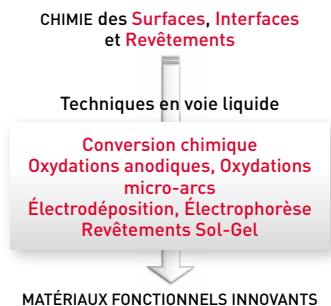 CHIMIE des Surfaces, Interfaces
et Revêtements
Techniques en voie liquide
Conversion chimique
Oxydations anodiques, Oxydations
micro-arcs
Électrodéposition, Électrophorèse
Revêtements Sol-Gel
MATÉRIAUX FONCTIONNELS INNOVANTS